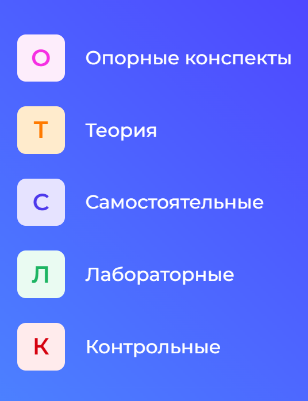 О Опорные конспекты
Т Теория
С Самостоятельные
Л Лабораторные
К Контрольные